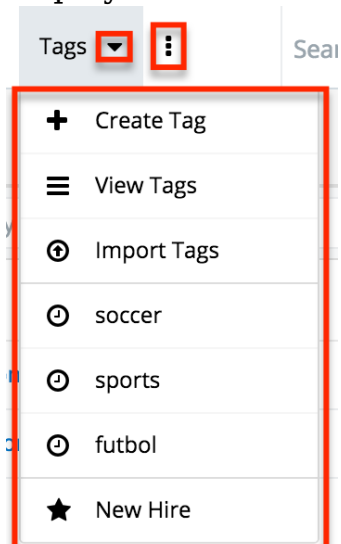 Tags
Sear
Create Tag
View Tags
Import Tags
soccer
sports
futbol
New Hire